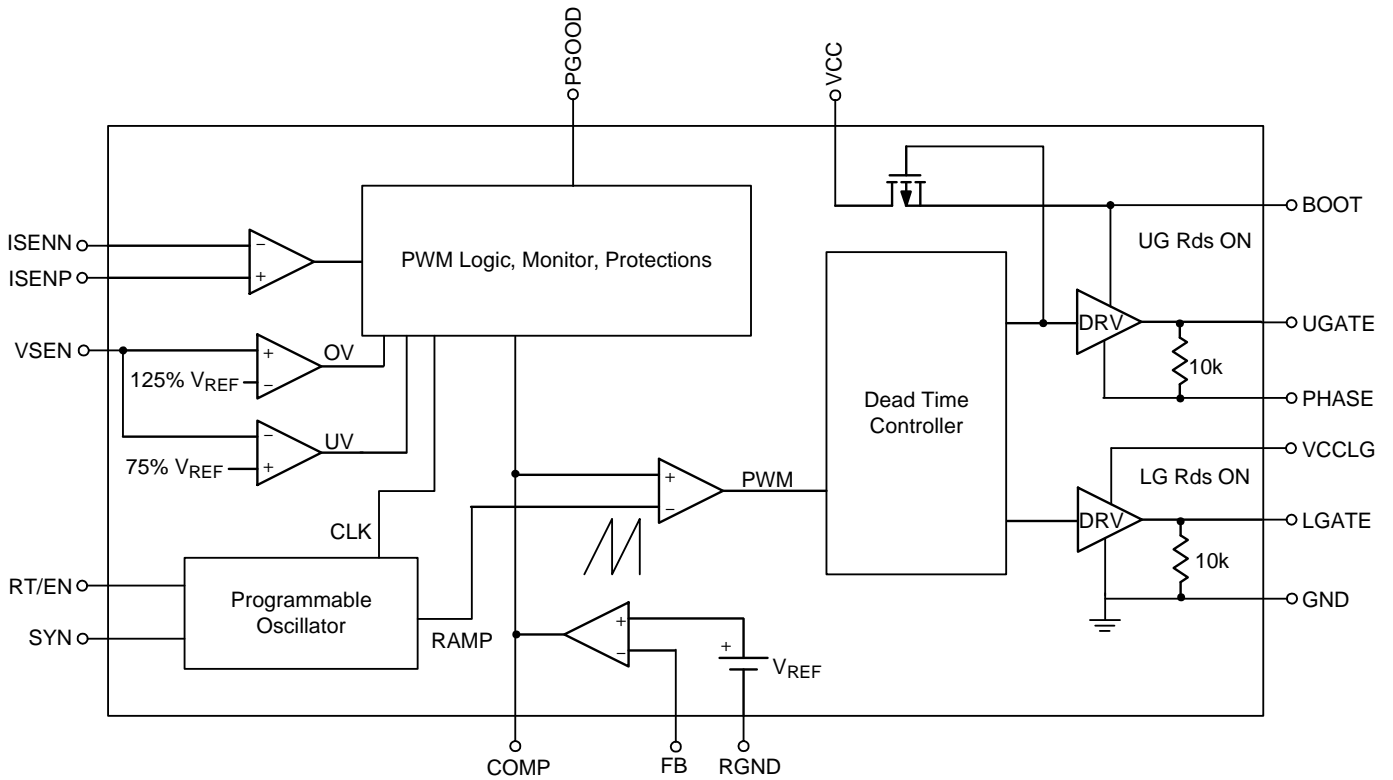 PGOOD
VCC
ISENN
ISENP
−
+
PWM Logic, Monitor, Protections
BOOT
UG Rds ON
VSEN
+
−
OV
125% VREF
DRV
UGATE
10k
PHASE
−
+
UV
75% VREF
Dead Time
Controller
VCCLG
LG Rds ON
+
−
PWM
DRV
LGATE
10k
GND
CLK
RT/EN
SYN
Programmable
Oscillator
RAMP
+
−
+
VREF
COMP
FB
RGND